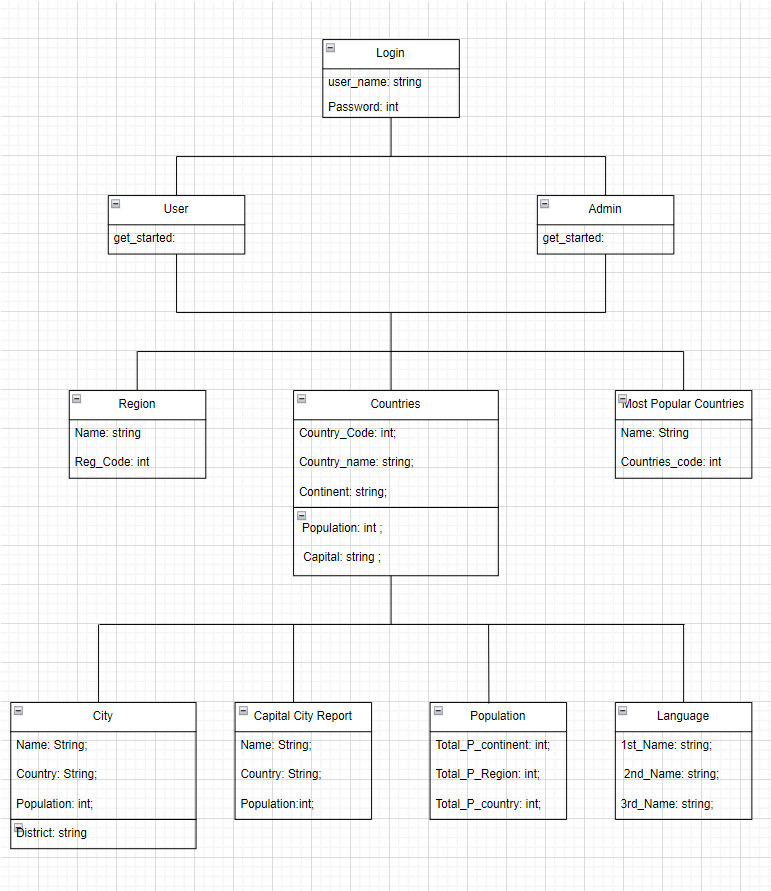 Login
user_name: string
Password: int
User
get_started:
Admin
get_started:
Region
Name: string
Reg_Code: int
Countries
Country_Code: int;
Country_name: string;
Continent: string;
Population: int ;
Capital: string ;
Most Popular Countries
Name: String
Countries_code: int
City
Name: String;
Country: String;
Population: int;
District: string
Capital City Report
Name: String;
Country: String;
Population:int;
Population
Total_P_continent: int;
Total_P_Region: int;
Total_P_country: int;
Language
1st_Name: string;
2nd_Name: string;
3rd_Name: string;